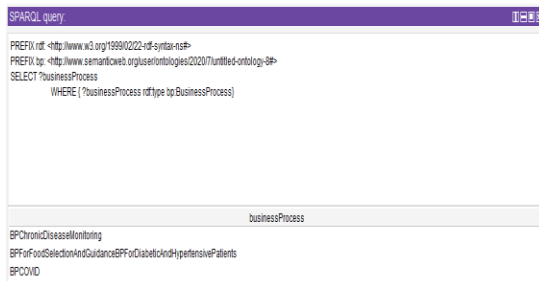 SPARQL query:
PREFIX rdf: <http://www.w3.org/1999/02/22-rdf-syntax-ns#>
PREFIX bp: <http://www.semanticweb.org/user/ontologies/2020/7/untitled-ontology-8#>
SELECT ?businessProcess
WHERE { ?businessProcess rdf:type bp:BusinessProcess}
businessProcess
BPChronicDiseaseMonitoring
BPForFoodSelectionAndGuidanceBPForDiabeticAndHypertensivePatients
BPCOVID